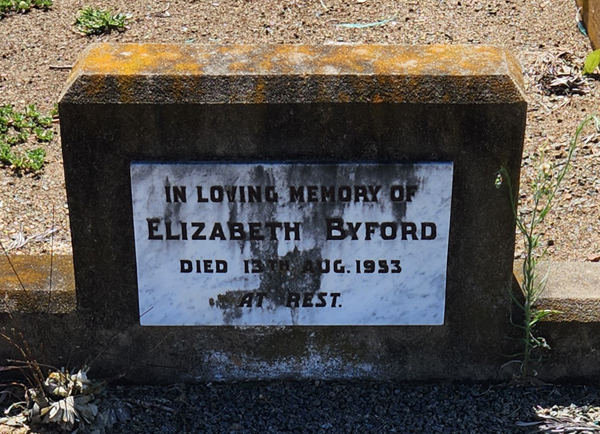 IN LOVING MEMORY OF
ELIZABETH BYFORD
DIED 13TH AUG. 1953
AT REST.